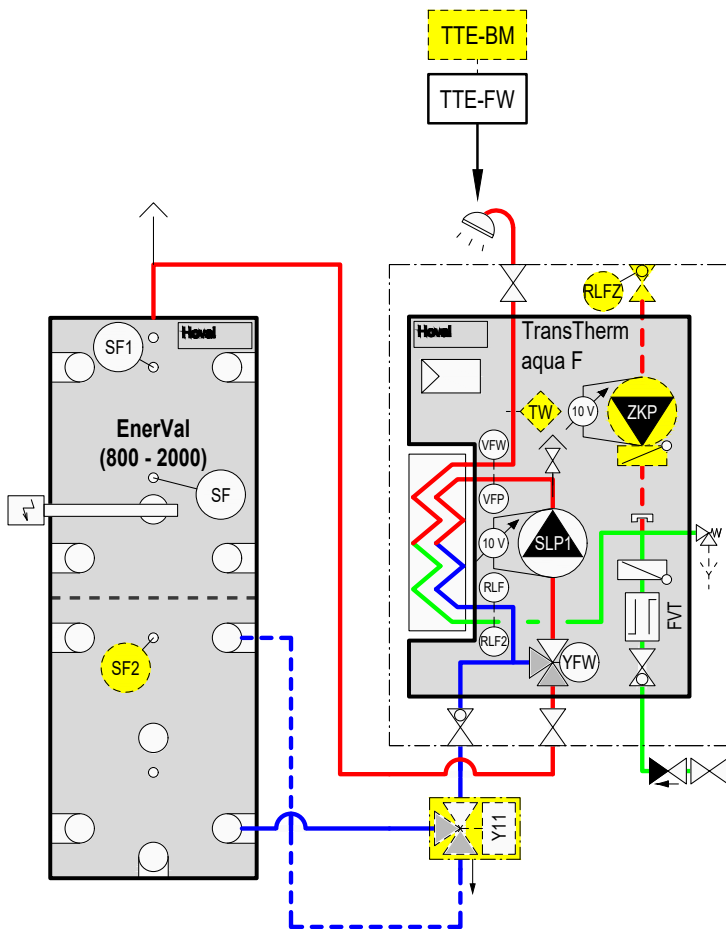 TTE-BM
TTE-FW
RLFZ
Hoval
SF1
EnerVal
(800 - 2000)
SF
SF2
Hoval
TransTherm
aqua F
TW
10 V
ZKP
VFW
VFP
10 V
SLP1
RLF
RLF2
YFW
FVT
Y11